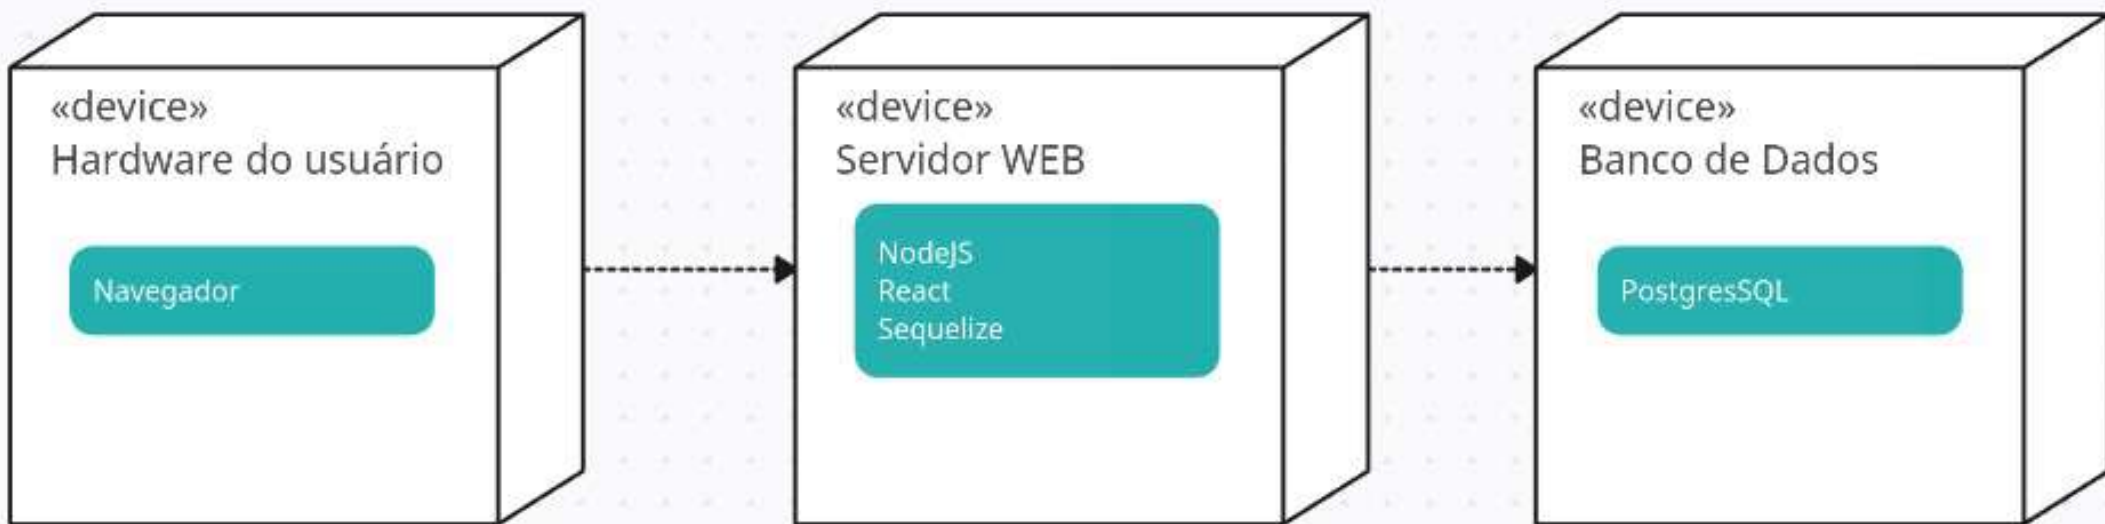 «device»
Hardware do usuário
Navegador
«device»
Servidor WEB
NodeJS
React
Sequelize
«device»
Banco de Dados
PostgresSQL